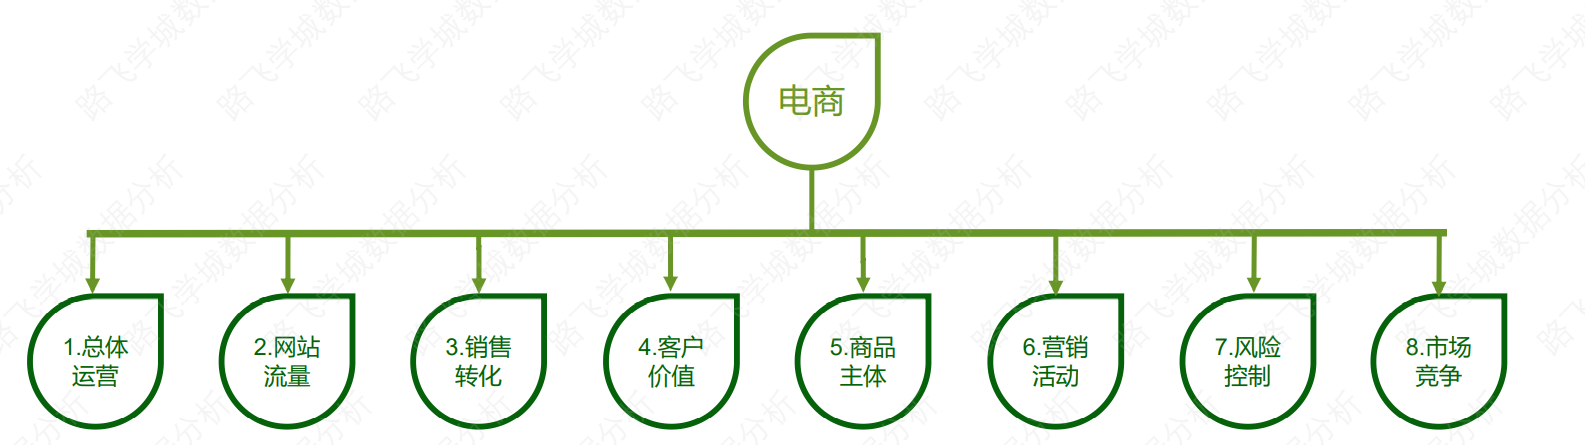 电商
1.总体
运营
2.网站
流量
3.销售
转化
4.客户
价值
5.商品
主体
6.营销
活动
7.风险
控制
8.市场
竞争
路飞学城数据分析